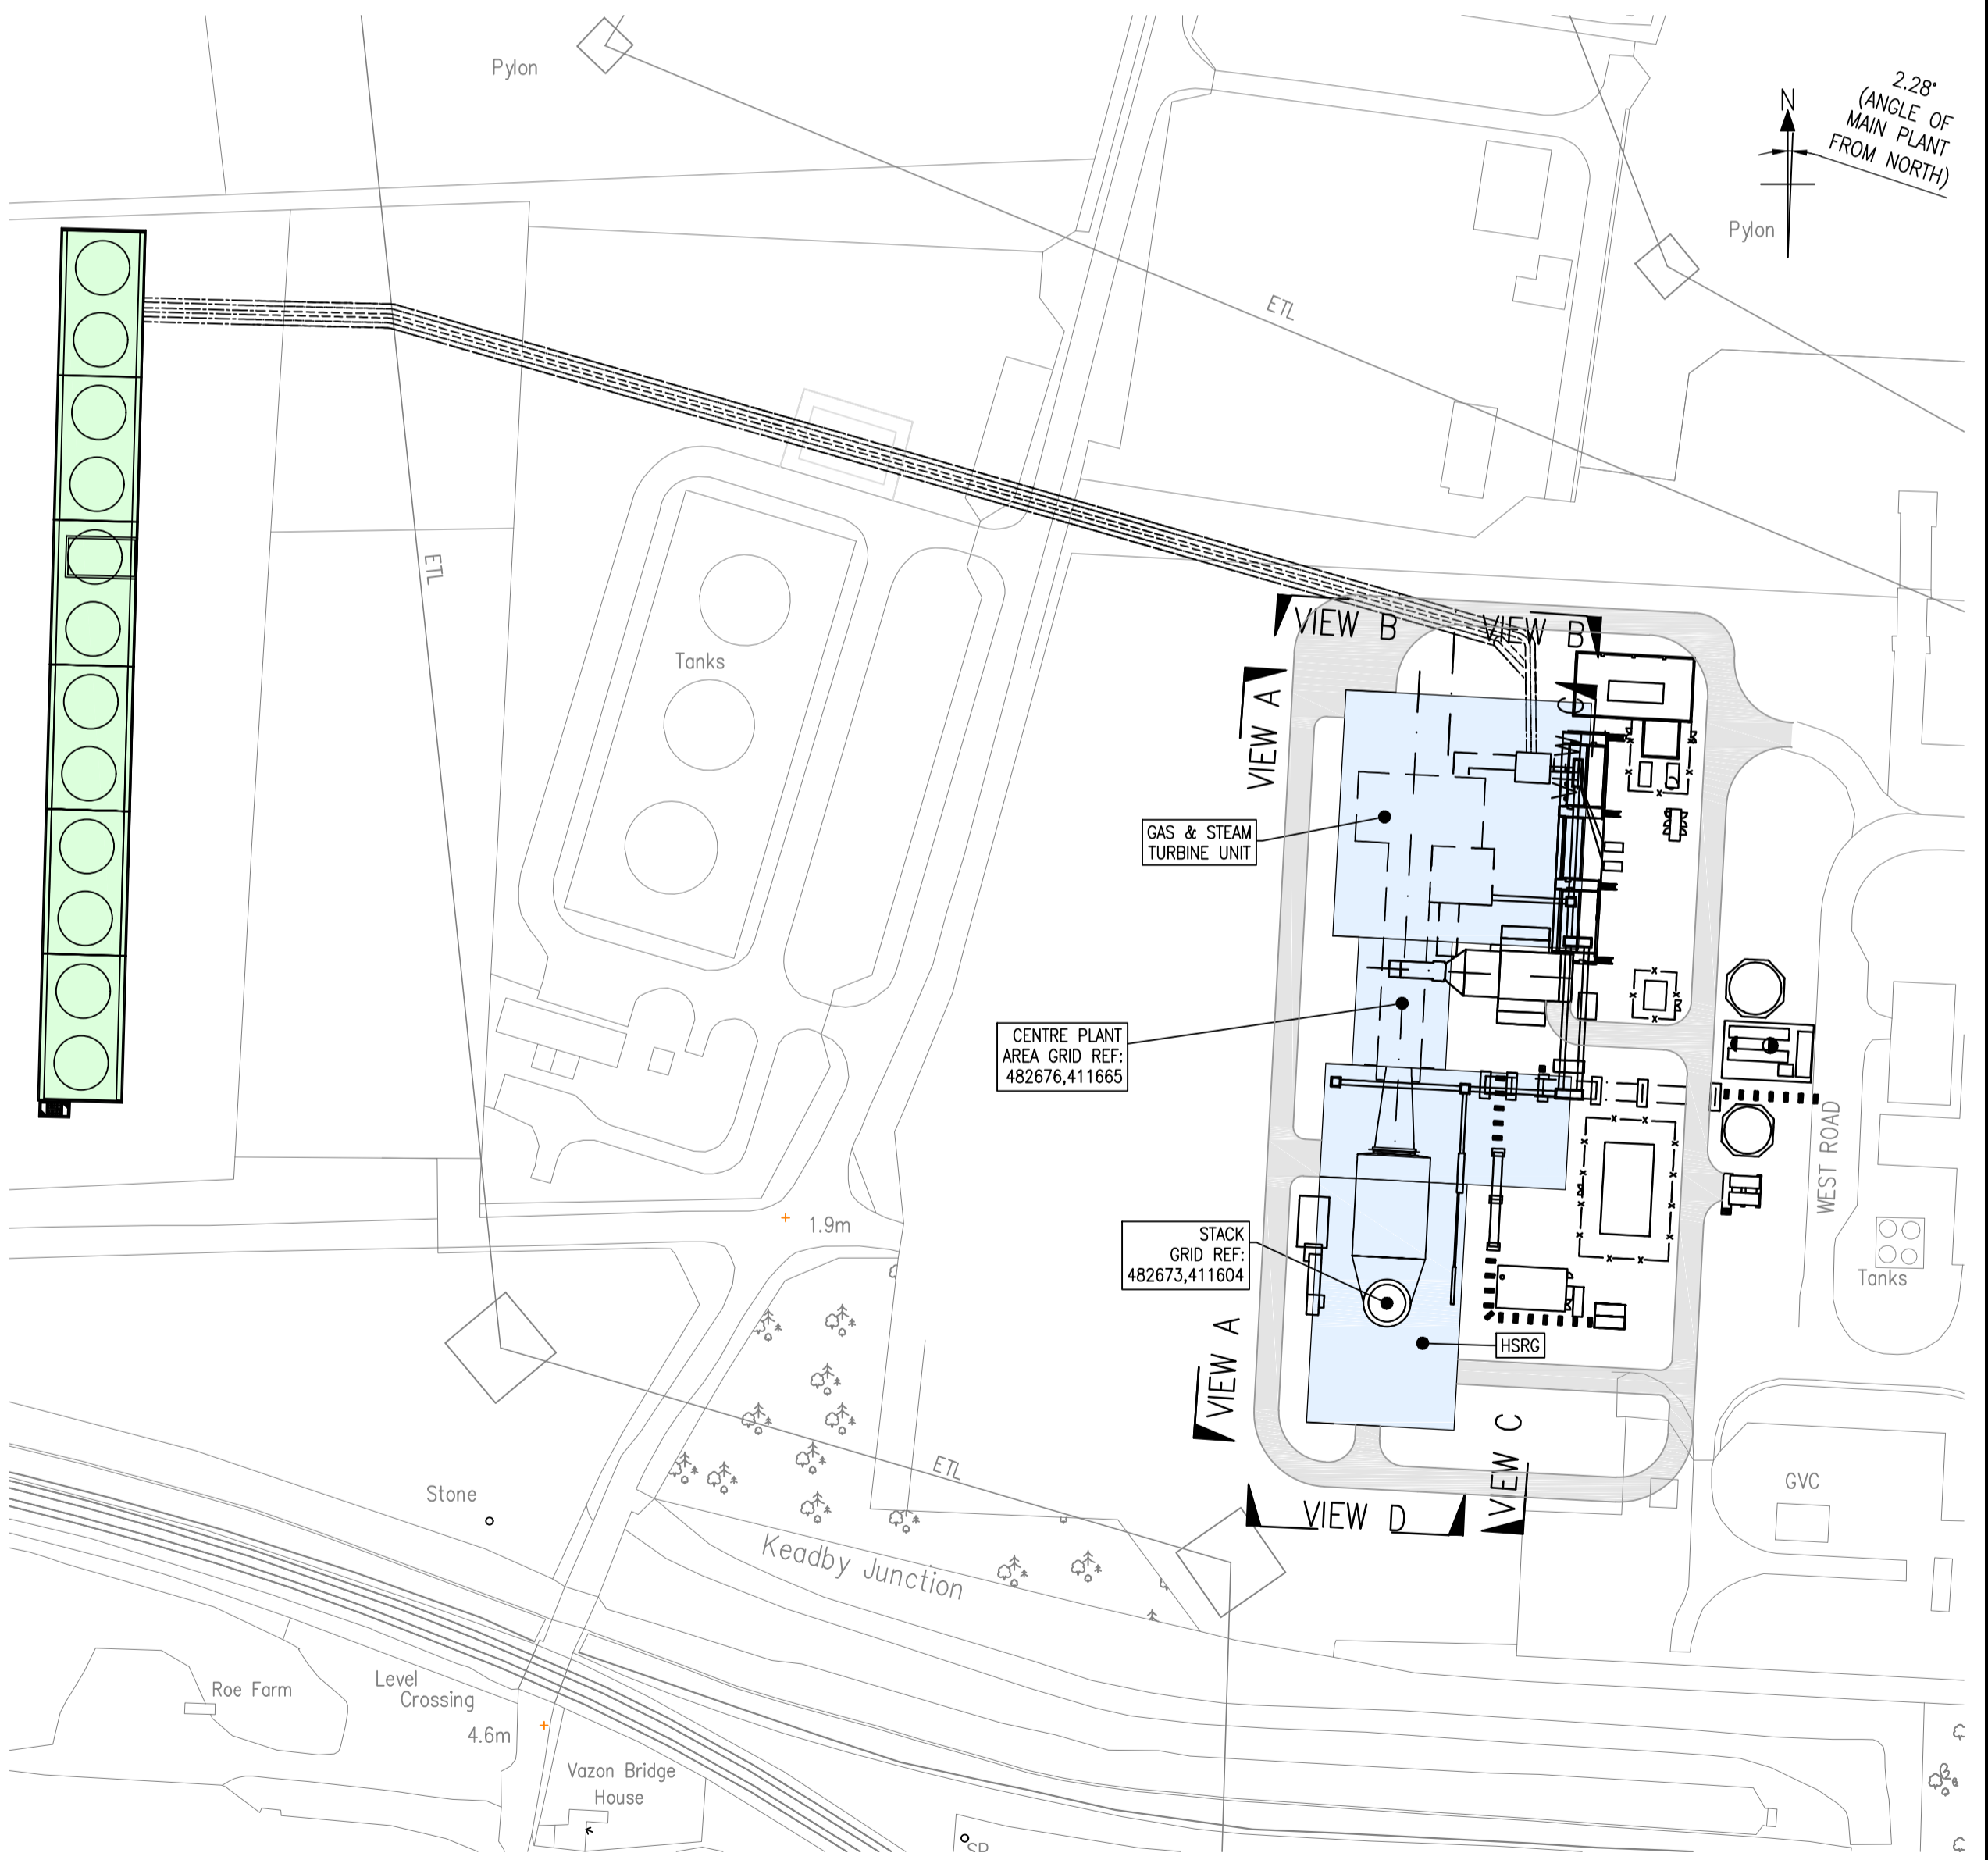 Pylon
2.28°
(ANGLE OF
MAIN PLANT
FROM NORTH)
N
Pylon
ETL
ETL
VIEW B
VIEW B
VIEW A
C
Tanks
GAS & STEAM
TURBINE UNIT
CENTRE PLANT
AREA GRID REF:
482676,411665
WEST ROAD
1.9m
STACK
GRID REF:
482673,411604
Tanks
HSRG
VIEW A
VIEW C
ETL
GVC
Stone
VIEW D
Keadby Junction
Roe Farm
Level
Crossing
4.6m
Vazon Bridge
House
SP